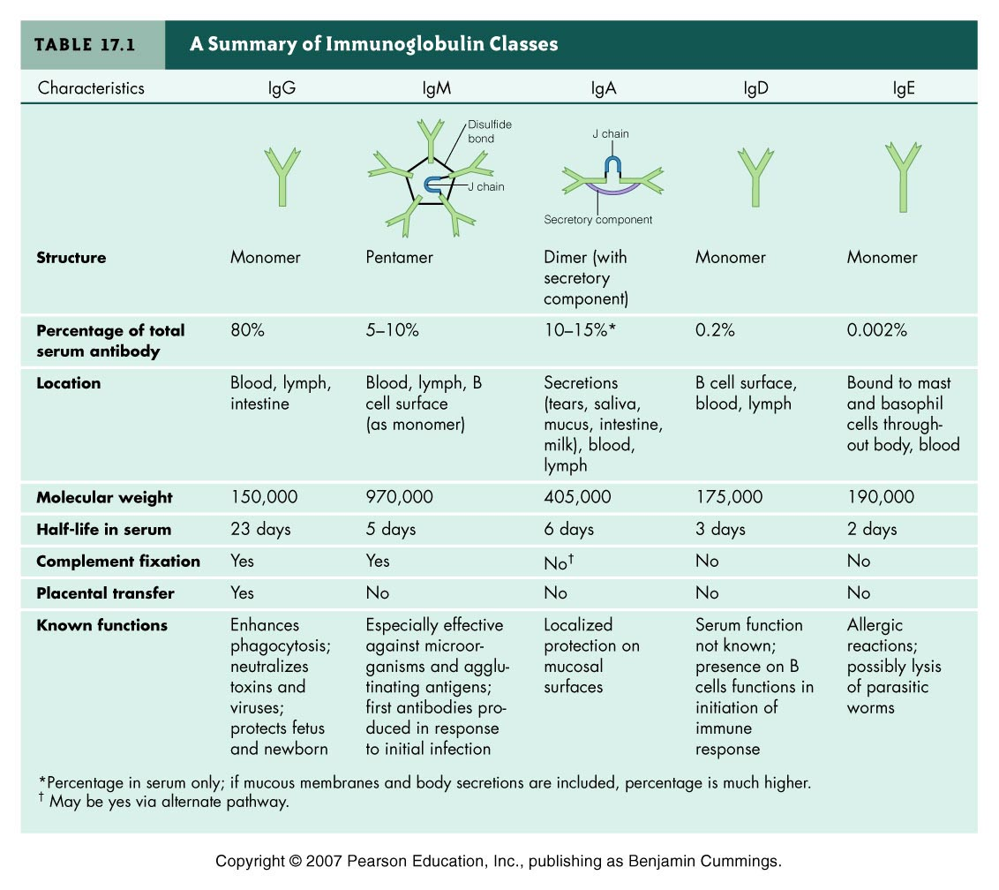 TABLE 17.1 A Summary of Immunoglobulin Classes
Characteristics IgG IgM IgA IgD IgE
Disulfide
bond
J chain
J chain
Secretory component
Structure Monomer Pentamer Dimer (with Monomer Monomer
secretory
component)
Percentage of total 80% 5–10% 10–15%* 0.2% 0.002%
serum antibody
Location Blood, lymph, Blood, lymph, B Secretions B cell surface, Bound to mast
intestine cell surface (tears, saliva, blood, lymph and basophil
(as monomer) mucus, intestine, cells through-
milk), blood, out body, blood
lymph
Molecular weight 150,000 970,000 405,000 175,000 190,000
Half-life in serum 23 days 5 days 6 days 3 days 2 days
Complement fixation Yes Yes No† No No
Placental transfer Yes No No No No
Known functions Enhances Especially effective Localized Serum function Allergic
phagocytosis; against microor- protection on not known; reactions;
neutralizes ganisms and agglu- mucosal presence on B possibly lysis
toxins and tinating antigens; surfaces cells functions in of parasitic
viruses; first antibodies pro- initiation of worms
protects fetus duced in response immune
and newborn to initial infection response
*Percentage in serum only; if mucous membranes and body secretions are included, percentage is much higher.
† May be yes via alternate pathway.
Copyright © 2007 Pearson Education, Inc., publishing as Benjamin Cummings.